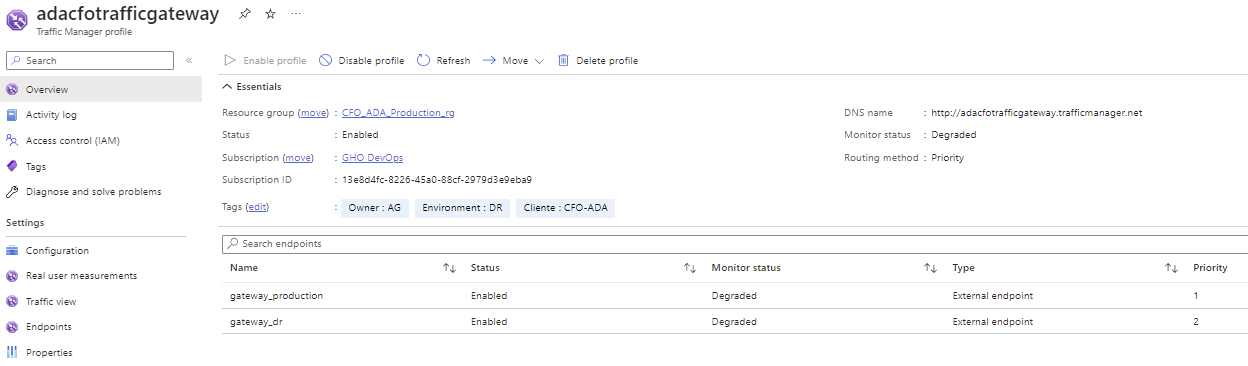 adacfotrafficgateway
Traffic Manager profile
Search
Overview
Activity log
Access control (IAM)
Tags
Diagnose and solve problems
Settings
Configuration
Real user measurements
Traffic view
Endpoints
Properties
Enable profile Disable profile Refresh Move Delete profile
Essentials
Resource group (move) : CFO_ADA_Production_rg
Status : Enabled
Subscription (move) : GHO DevOps
Subscription ID : 13e8d4fc-8226-45a0-88cf-2979d3e9eba9
Tags (edit) : Owner : AG Environment : DR Cliente : CFO-ADA
DNS name : http://adacfotrafficgateway.trafficmanager.net
Monitor status : Degraded
Routing method : Priority
Search endpoints
Name Status Monitor status Type Priority
gateway_production Enabled Degraded External endpoint 1
gateway_dr Enabled Degraded External endpoint 2